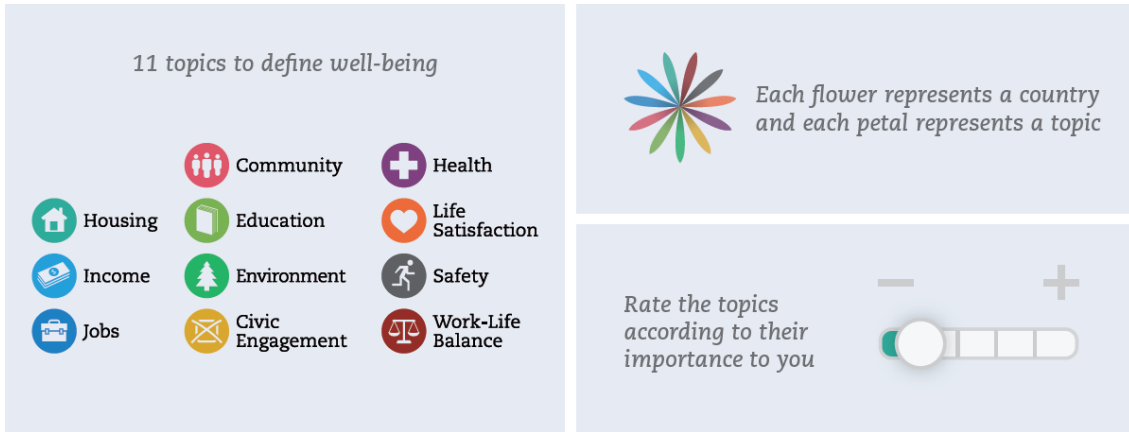 11 topics to define well-being
Housing
Income
Jobs
Community
Education
Environment
Civic
Engagement
Health
Life
Satisfaction
Safety
Work-Life
Balance
Each flower represents a country
and each petal represents a topic
Rate the topics
according to their
importance to you